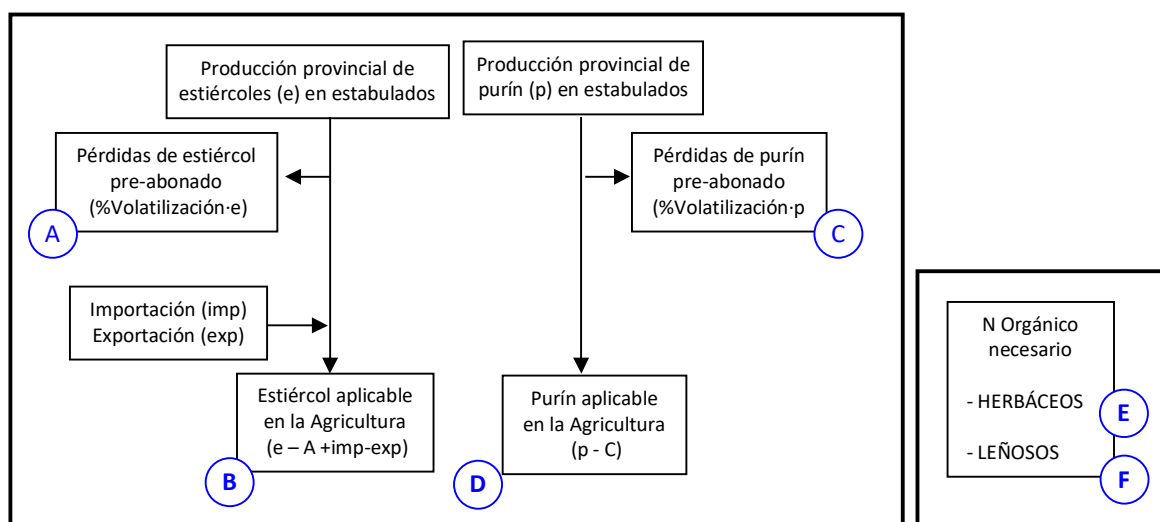 Producción provincial de
estiércoles (e) en estabulados
Producción provincial de
purín (p) en estabulados
Pérdidas de estiércol
pre-abonado
(%Volatilización·e)
A
Pérdidas de purín
pre-abonado
(%Volatilización·p
C
Importación (imp)
Exportación (exp)
Estiércol aplicable
en la Agricultura
(e – A +imp-exp)
B
Purín aplicable
en la Agricultura
(p - C)
D
N Orgánico
necesario
- HERBÁCEOS
E
- LEÑOSOS
F